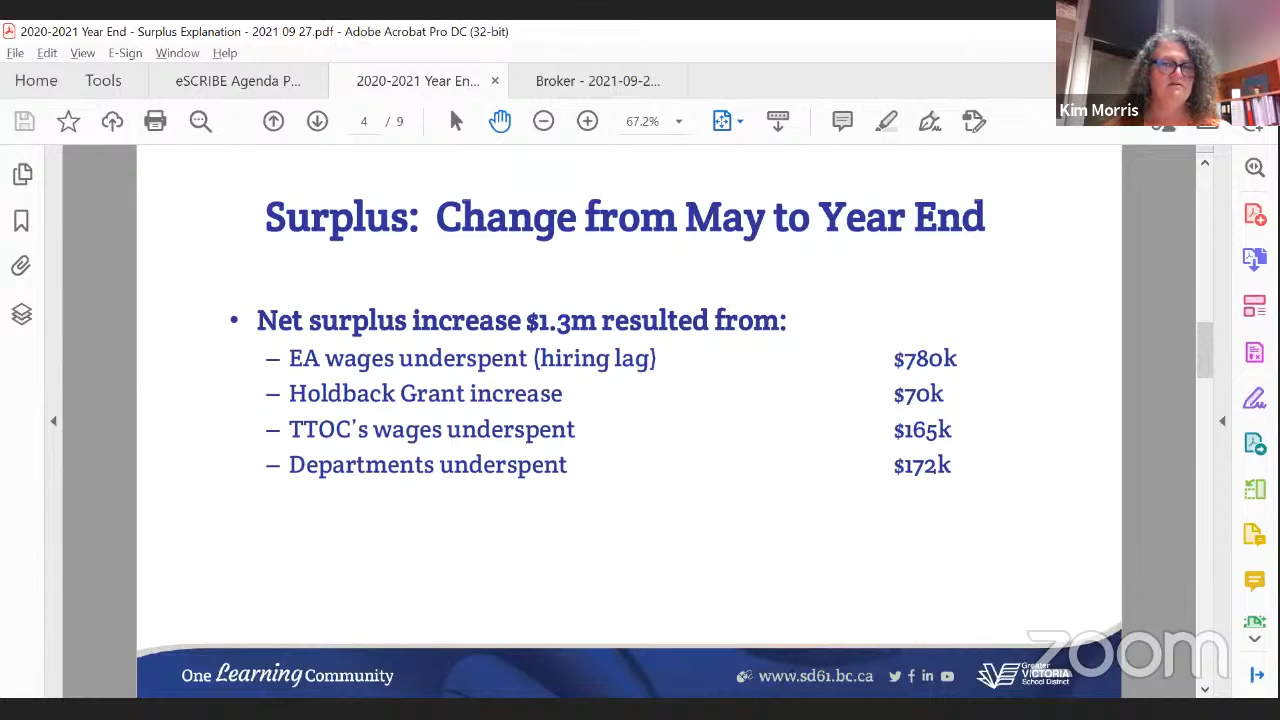 2020-2021 Year End - Surplus Explanation - 2021 09 27.pdf - Adobe Acrobat Pro DC (32-bit)
File Edit View E-Sign Window Help
Home Tools eSCRIBE Agenda P... 2020-2021 Year En... × Broker - 2021-09-2...
4 / 9 67.2%
Kim Morris
Surplus: Change from May to Year End
• Net surplus increase $1.3m resulted from:
– EA wages underspent (hiring lag) $780k
– Holdback Grant increase $70k
– TTOC's wages underspent $165k
– Departments underspent $172k
One Learning Community
www.sd61.bc.ca
Greater
VICTORIA
School District
zoom